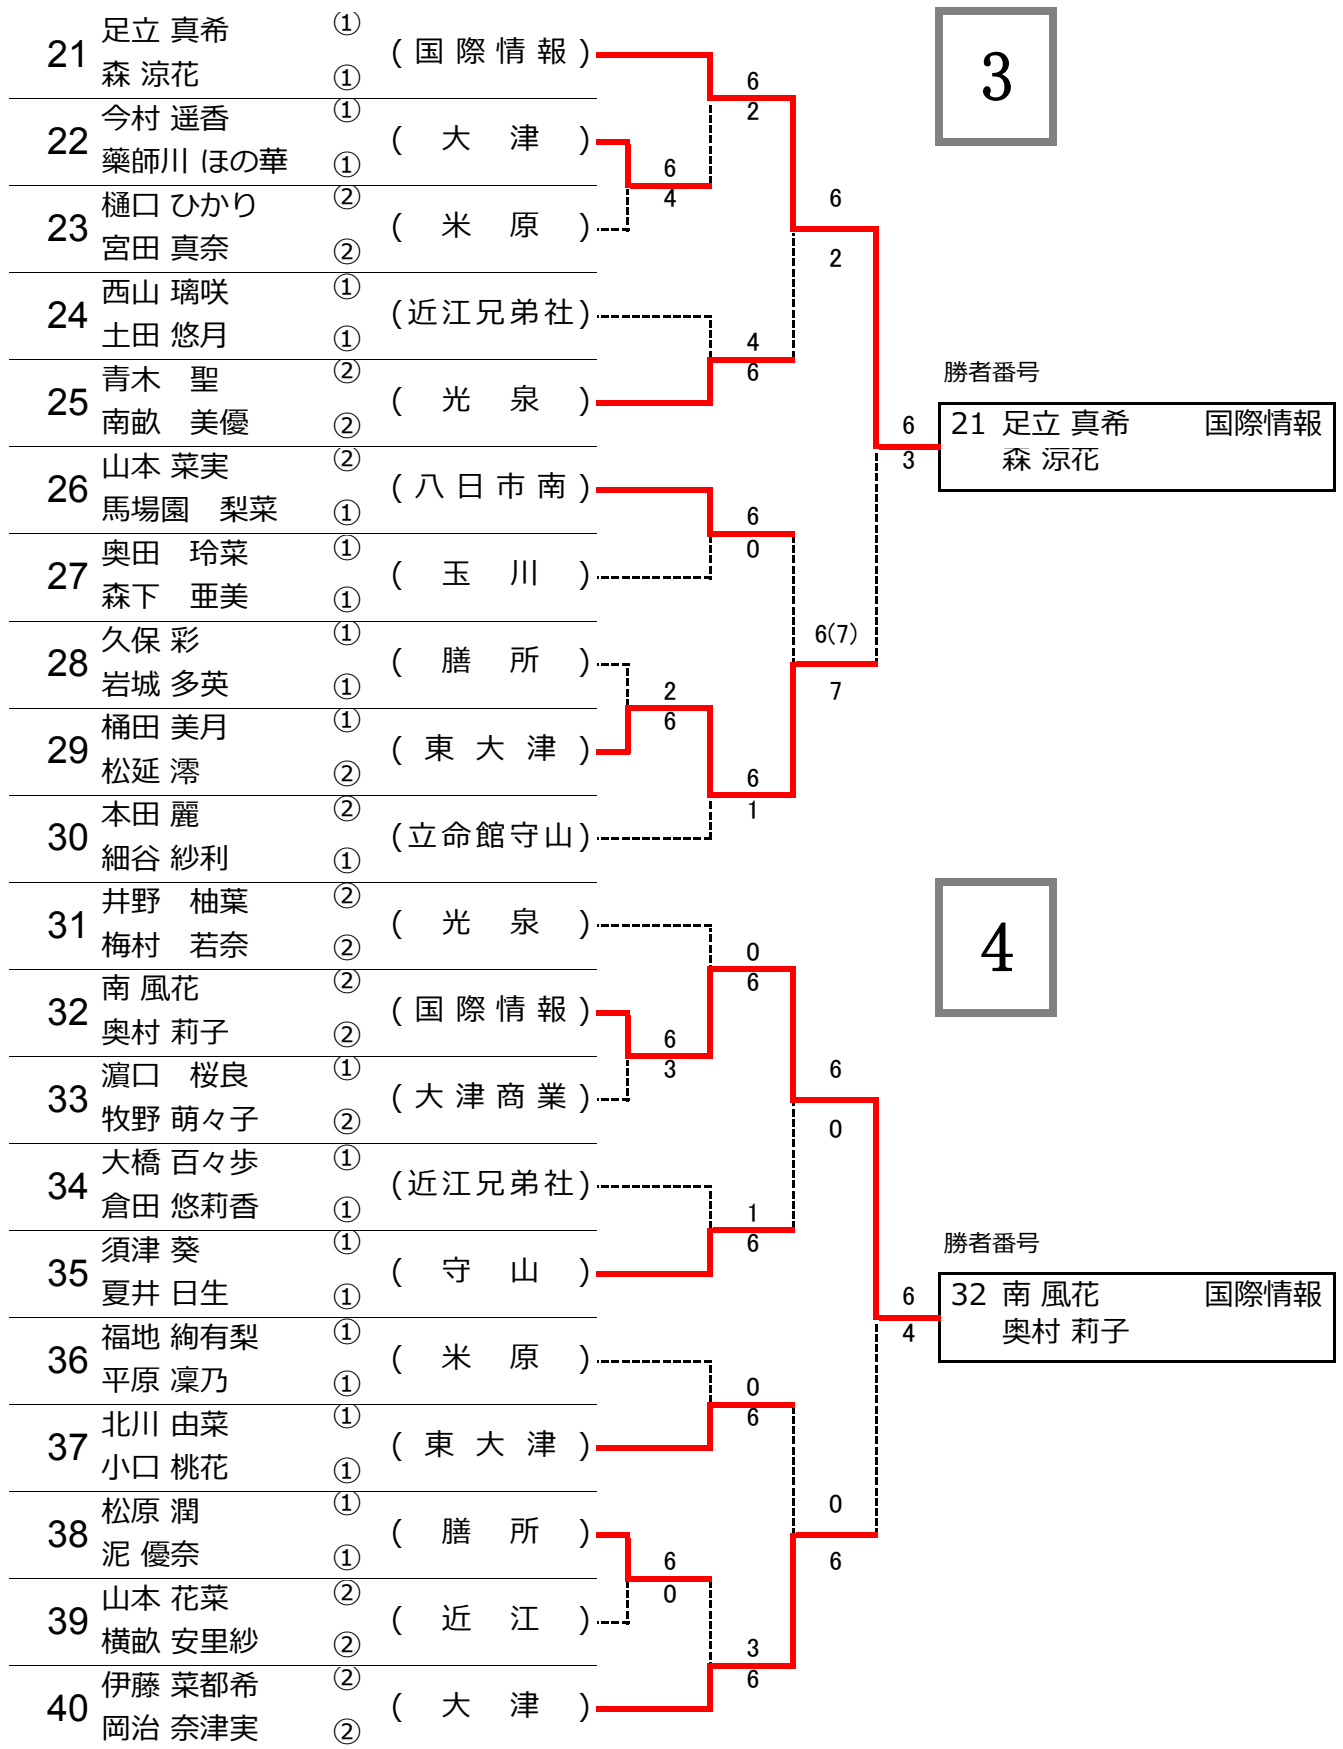 3
21 足立 真希 ① (国際情報)
森 涼花 ①
6
2
22 今村 遥香 ① (大津)
藥師川 ほの華 ①
6
4
23 樋口 ひかり ② (米原)
宮田 真奈 ②
6
2
24 西山 璃咲 ① (近江兄弟社)
土田 悠月 ①
4
6
25 青木　聖 ② (光泉)
南畝　美優 ②
勝者番号
21 足立 真希 国際情報
森 涼花
6
3
26 山本 菜実 ② (八日市南)
馬場園　梨菜 ①
6
0
27 奥田　玲菜 ① (玉川)
森下　亜美 ①
6(7)
7
28 久保 彩 ① (膳所)
岩城 多英 ①
2
6
29 桶田 美月 ① (東大津)
松延 澪 ②
6
1
30 本田 麗 ② (立命館守山)
細谷 紗利 ①
4
31 井野　柚葉 ② (光泉)
梅村　若奈 ②
0
6
32 南 風花 ② (国際情報)
奥村 莉子 ②
6
3
33 濵口　桜良 ① (大津商業)
牧野 萌々子 ②
6
0
34 大橋 百々歩 ① (近江兄弟社)
倉田 悠莉香 ①
1
6
35 須津 葵 ① (守山)
夏井 日生 ①
勝者番号
32 南 風花 国際情報
奥村 莉子
6
4
36 福地 絢有梨 ① (米原)
平原 凜乃 ①
0
6
37 北川 由菜 ① (東大津)
小口 桃花 ①
0
6
38 松原 潤 ① (膳所)
泥 優奈 ①
6
0
39 山本 花菜 ② (近江)
横畝 安里紗 ②
3
6
40 伊藤 菜都希 ② (大津)
岡治 奈津実 ②